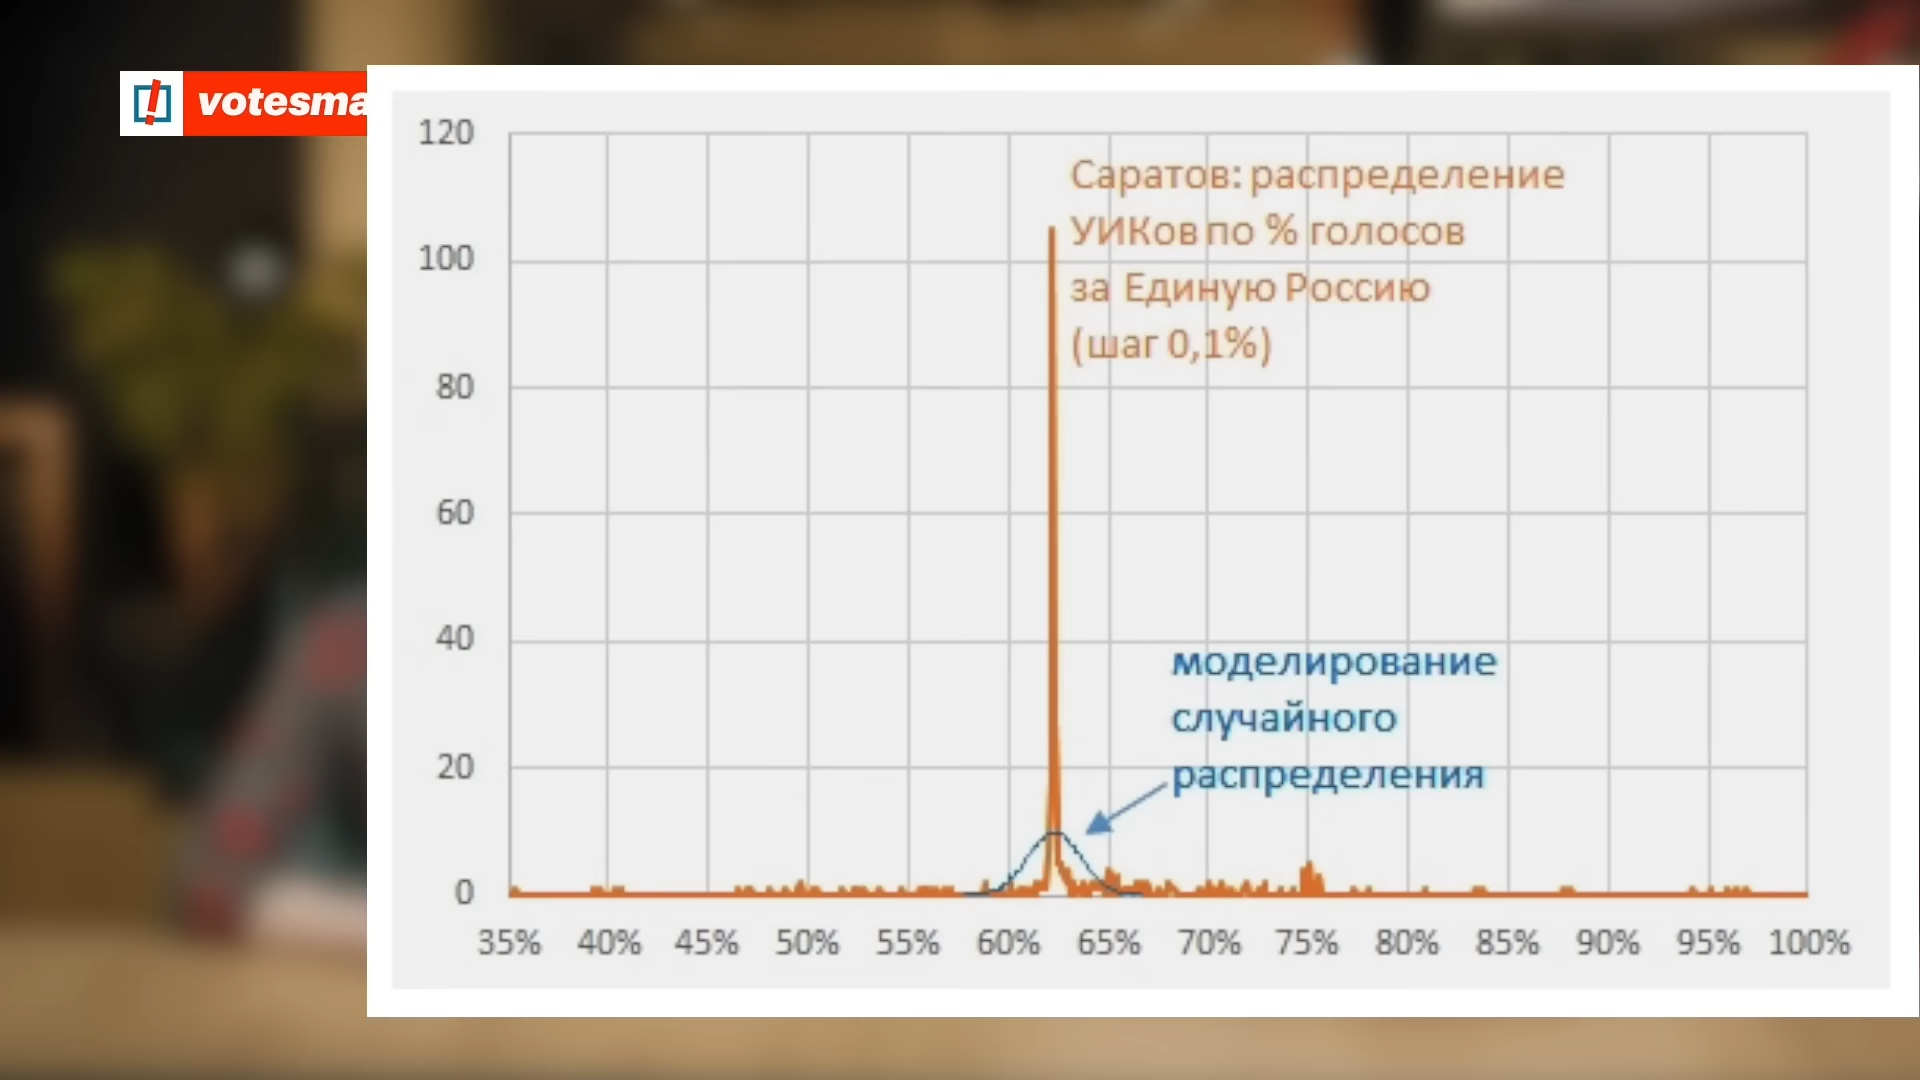 votesma
120
Саратов: распределение
УИКов по % голосов
за Единую Россию
(шаг 0,1%)
100
80
60
40
моделирование
случайного
распределения
20
0
35% 40% 45% 50% 55% 60% 65% 70% 75% 80% 85% 90% 95% 100%